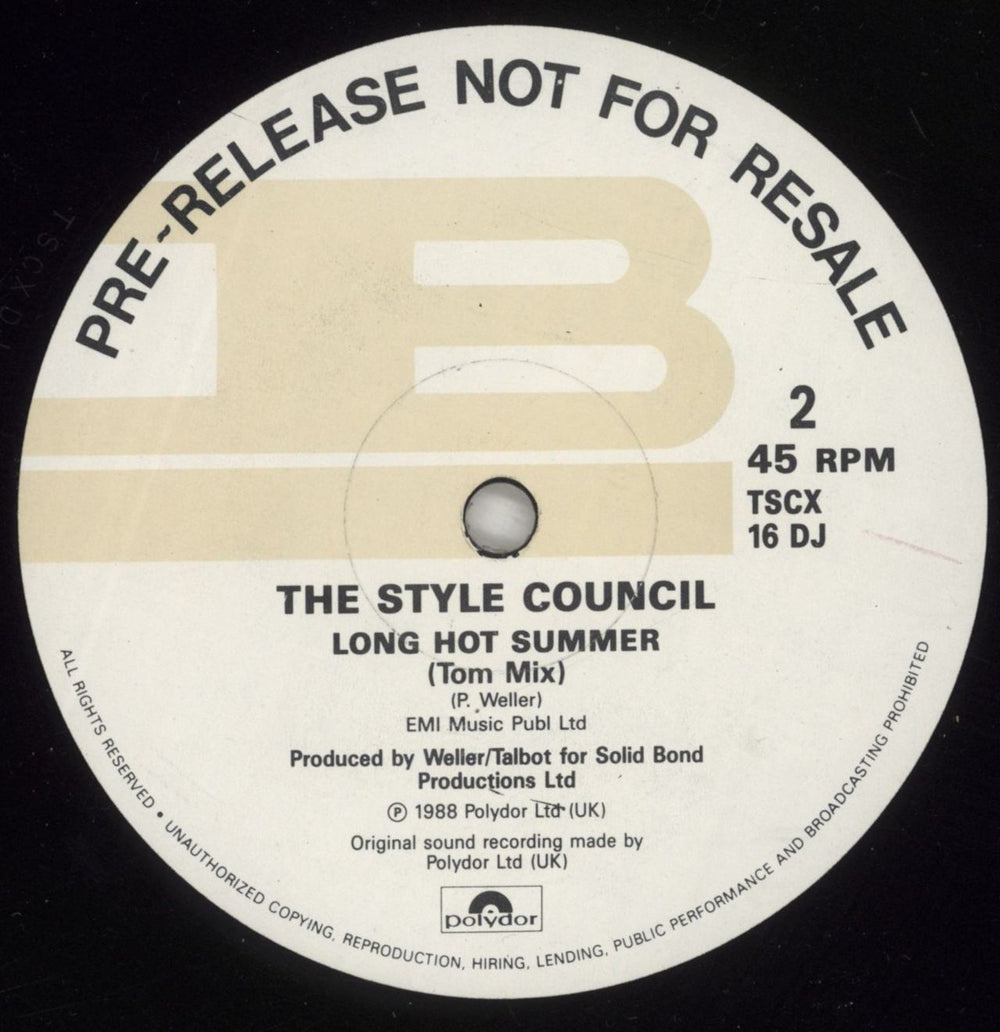 PRE-RELEASE NOT FOR RESALE
2
45 RPM
TSCX
16 DJ
THE STYLE COUNCIL
LONG HOT SUMMER
(Tom Mix)
(P. Weller)
EMI Music Publ Ltd
Produced by Weller/Talbot for Solid Bond
Productions Ltd
Ⓟ 1988 Polydor Ltd (UK)
Original sound recording made by
Polydor Ltd (UK)
polydor
ALL RIGHTS RESERVED • UNAUTHORIZED COPYING, REPRODUCTION, HIRING, LENDING, PUBLIC PERFORMANCE AND BROADCASTING PROHIBITED